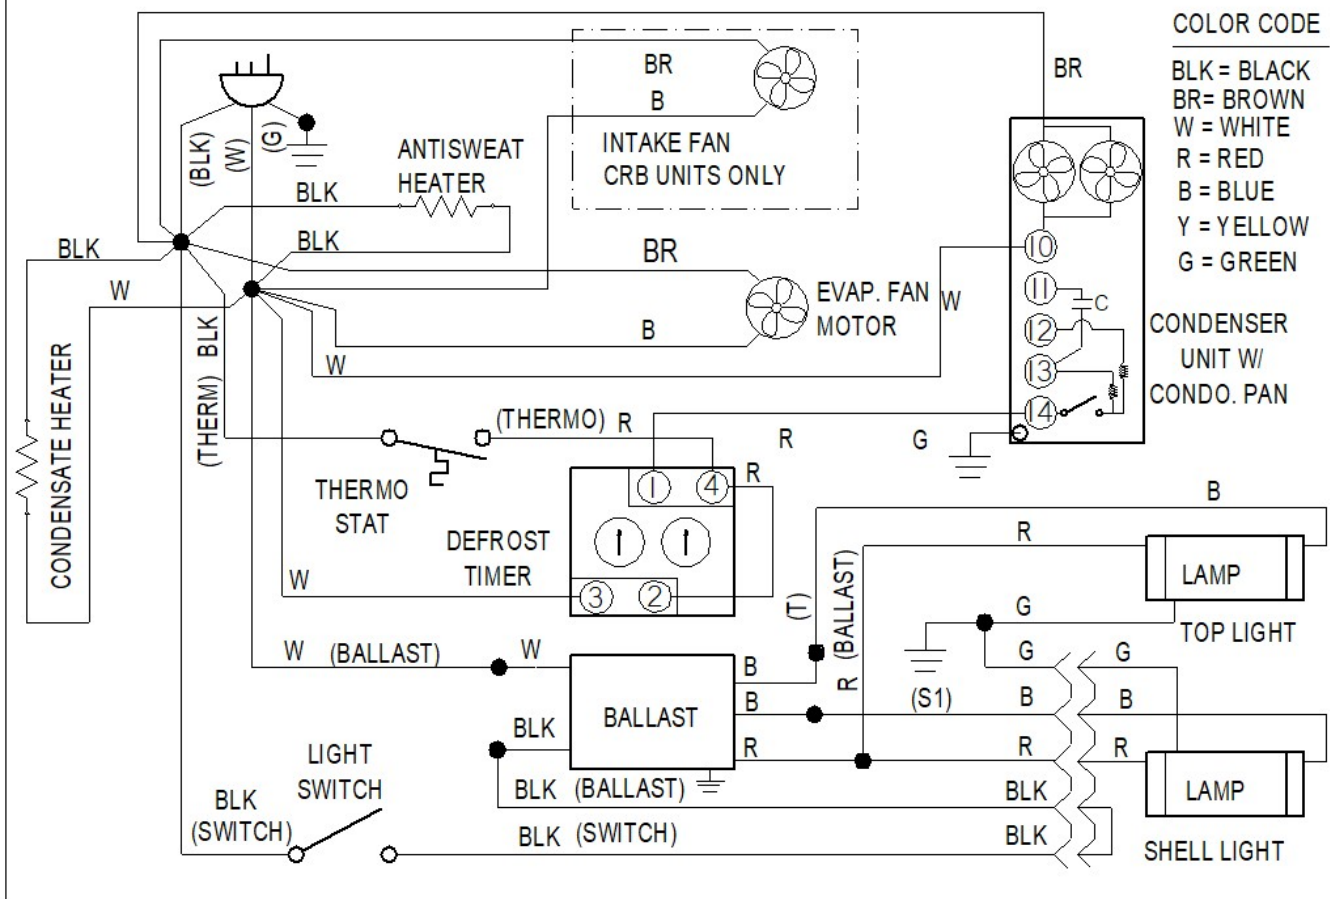 COLOR CODE
BLK = BLACK
BR= BROWN
W = WHITE
R = RED
B = BLUE
Y = YELLOW
G = GREEN
BR
BR
B
INTAKE FAN
CRB UNITS ONLY
(BLK)
(W)
(G)
ANTISWEAT
HEATER
BLK
BLK
BLK
W
BR
EVAP. FAN
MOTOR
B
W
W
10
11
C
12
13
14
CONDENSER
UNIT W/
CONDO. PAN
G
(THERM) BLK
CONDENSATE HEATER
(THERMO) R
R
THERMO
STAT
DEFROST
TIMER
1
4
R
3
2
W
B
R
LAMP
TOP LIGHT
(T)
R (BALLAST)
G
G
G
W (BALLAST)
W
BALLAST
B
B
R
(S1)
B
B
R
R
LAMP
SHELL LIGHT
BLK
BLK (BALLAST)
BLK
LIGHT
SWITCH
BLK
(SWITCH)
BLK (SWITCH)
BLK